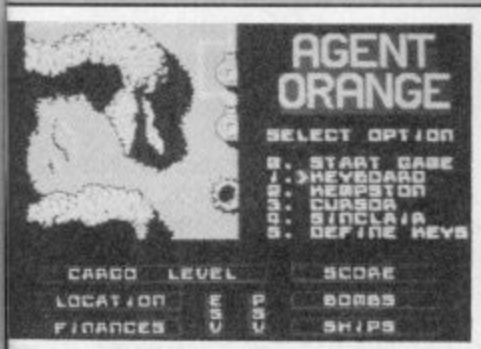 AGENT
ORANGE
SELECT OPTION
0. START GAME
1.>KEYBOARD
2. KEMPSTON
3. CURSOR
4. SINCLAIR
5. DEFINE KEYS
CARGO LEVEL SCORE
LOCATION E P BOMBS
S S
FINANCES V V SHIPS